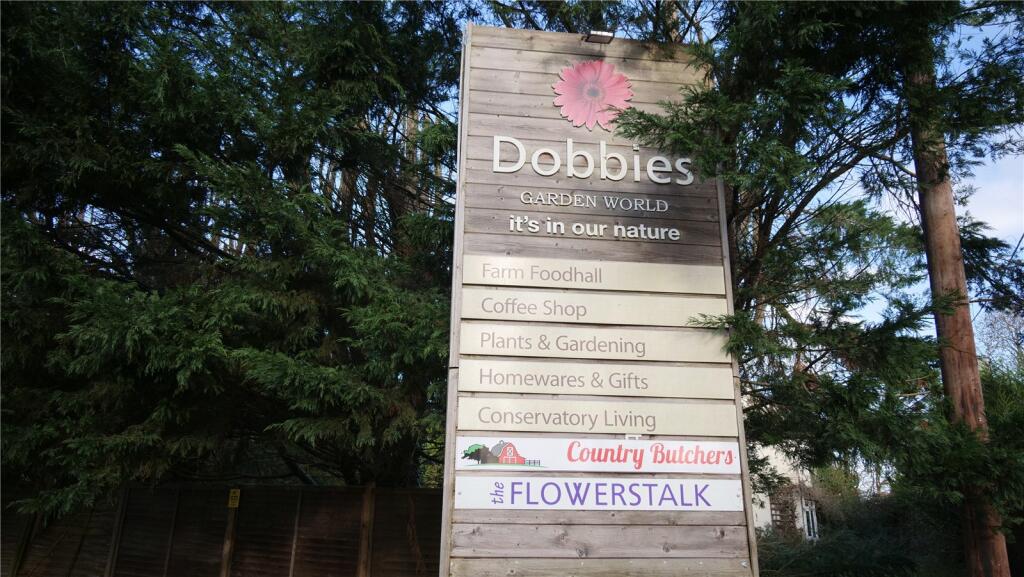 Dobbies
GARDEN WORLD
it's in our nature
Farm Foodhall
Coffee Shop
Plants & Gardening
Homewares & Gifts
Conservatory Living
Country Butchers
the FLOWERSTALK